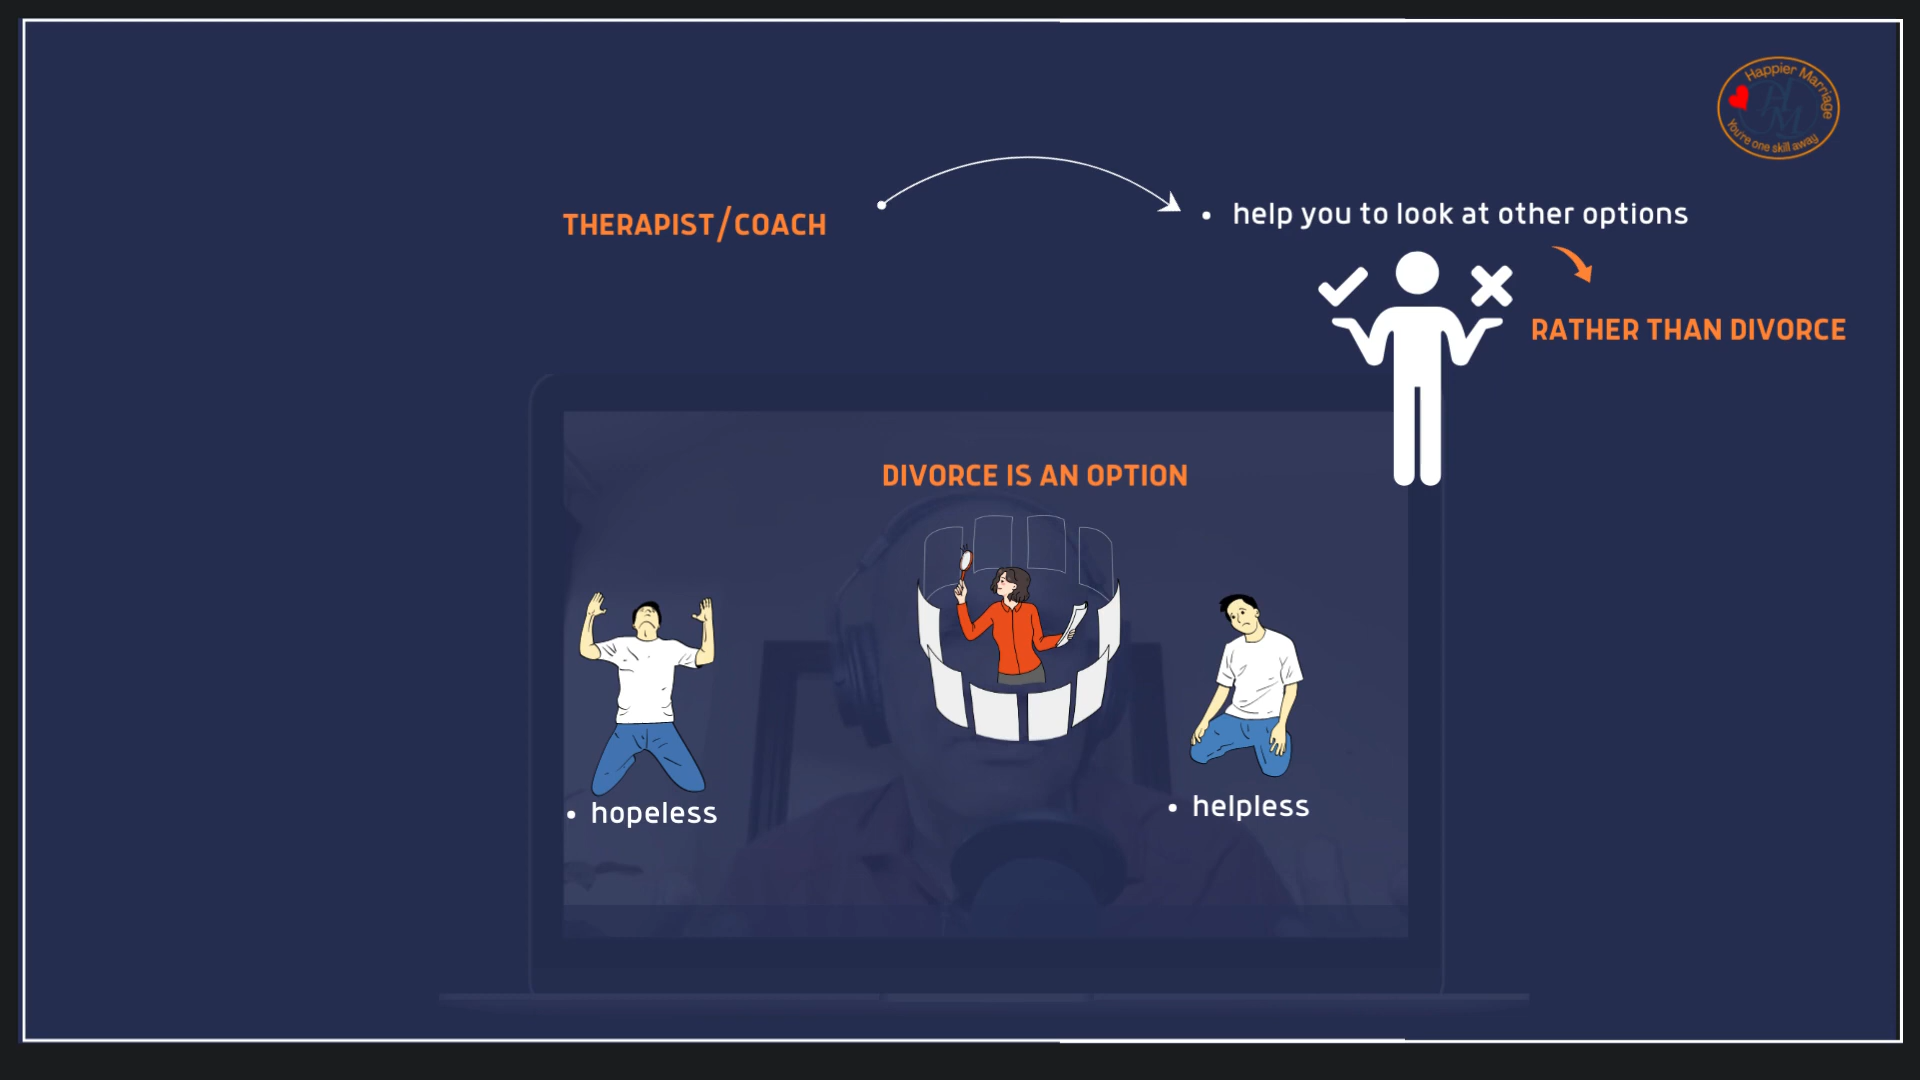 Happier Marriage
HM
You're one skill away
THERAPIST/COACH
• help you to look at other options
RATHER THAN DIVORCE
DIVORCE IS AN OPTION
• hopeless
• helpless